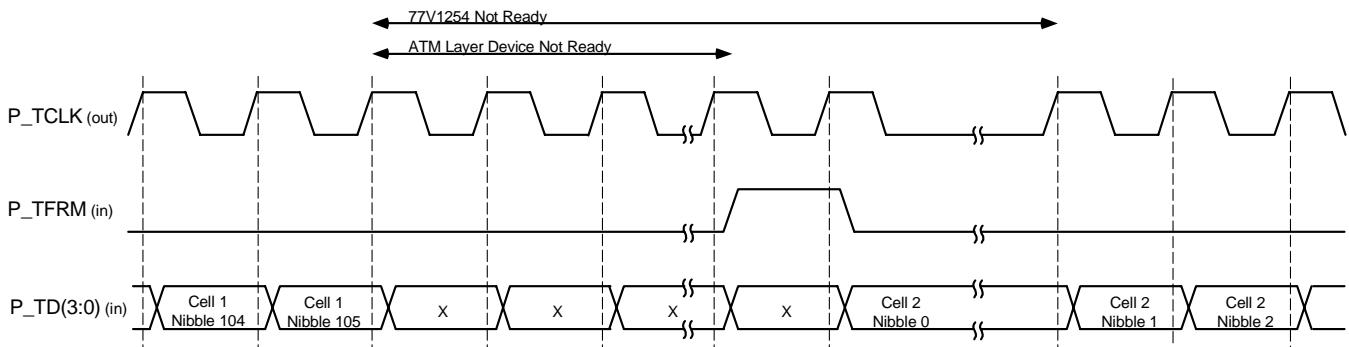 77V1254 Not Ready
ATM Layer Device Not Ready
P_TCLK (out)
P_TFRM (in)
P_TD(3:0) (in)
Cell 1
Nibble 104
Cell 1
Nibble 105
X
X
X
X
Cell 2
Nibble 0
Cell 2
Nibble 1
Cell 2
Nibble 2